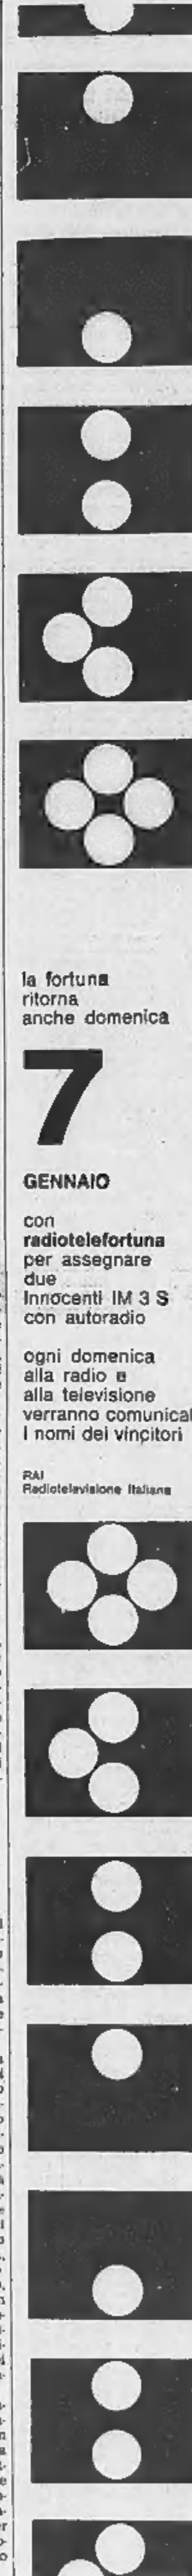 la fortuna
ritorna
anche domenica
7
GENNAIO
con
radiotelefortuna
per assegnare
due
Innocenti IM 3 S
con autoradio
ogni domenica
alla radio e
alla televisione
verranno comunicat
i nomi dei vincitori
RAI
Radiotelevisione Italiana